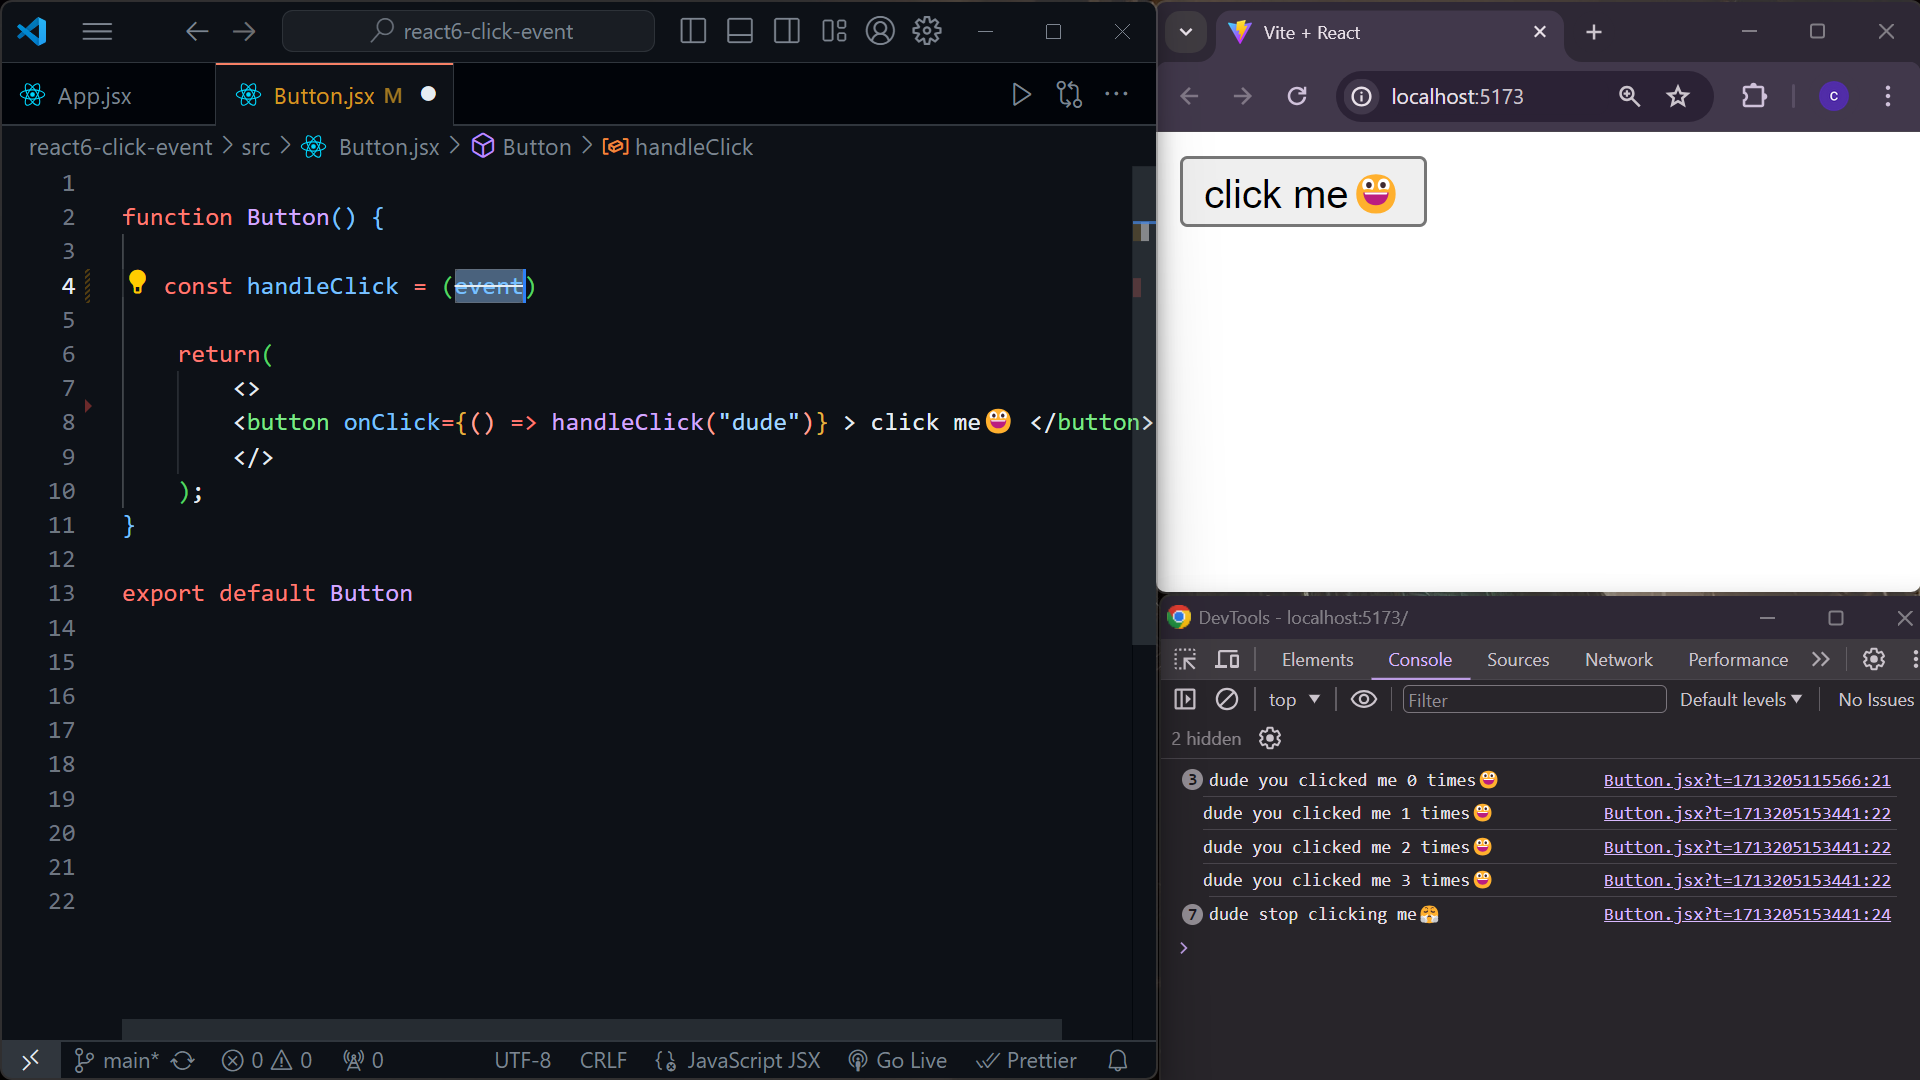 react6-click-event
App.jsx
Button.jsx M
react6-click-event > src > Button.jsx > Button > handleClick
1
2 function Button() {
3
4 const handleClick = (event)
5
6 return(
7 <>
8 <button onClick={() => handleClick("dude")} > click me😀 </button>
9 </>
10 );
11 }
12
13 export default Button
14
15
16
17
18
19
20
21
22
main*
0 0
0
UTF-8
CRLF
JavaScript JSX
Go Live
Prettier
Vite + React
localhost:5173
c
click me😀
DevTools - localhost:5173/
Elements
Console
Sources
Network
Performance
top
Filter
Default levels
No Issues
2 hidden
3 dude you clicked me 0 times😀 Button.jsx?t=1713205115566:21
dude you clicked me 1 times😀 Button.jsx?t=1713205153441:22
dude you clicked me 2 times😀 Button.jsx?t=1713205153441:22
dude you clicked me 3 times😀 Button.jsx?t=1713205153441:22
7 dude stop clicking me😤 Button.jsx?t=1713205153441:24